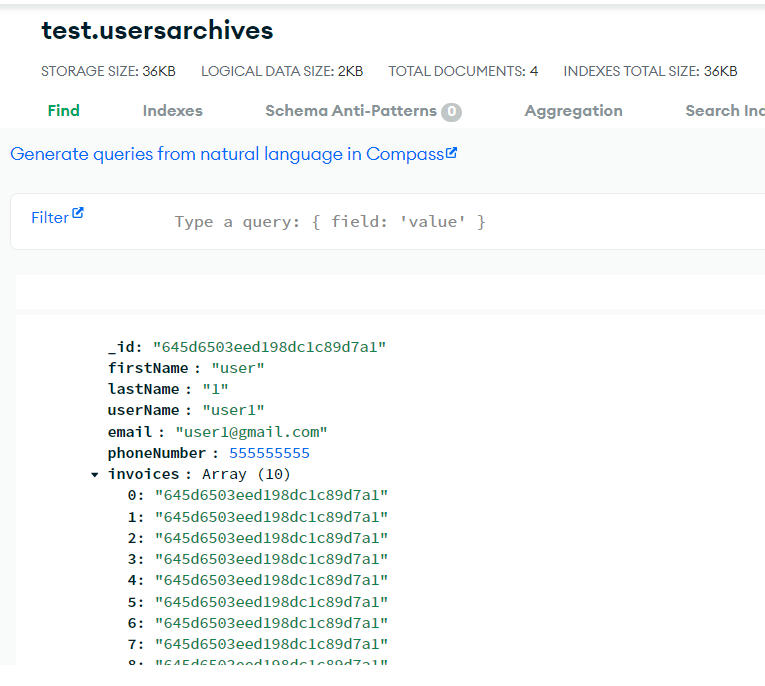 test.usersarchives
STORAGE SIZE: 36KB LOGICAL DATA SIZE: 2KB TOTAL DOCUMENTS: 4 INDEXES TOTAL SIZE: 36KB
Find Indexes Schema Anti-Patterns 0 Aggregation Search Ind
Generate queries from natural language in Compass
Filter Type a query: { field: 'value' }
_id: "645d6503eed198dc1c89d7a1"
firstName : "user"
lastName : "1"
userName : "user1"
email : "user1@gmail.com"
phoneNumber : 555555555
invoices : Array (10)
0: "645d6503eed198dc1c89d7a1"
1: "645d6503eed198dc1c89d7a1"
2: "645d6503eed198dc1c89d7a1"
3: "645d6503eed198dc1c89d7a1"
4: "645d6503eed198dc1c89d7a1"
5: "645d6503eed198dc1c89d7a1"
6: "645d6503eed198dc1c89d7a1"
7: "645d6503eed198dc1c89d7a1"
8: "645d6503eed198dc1c89d7a1"